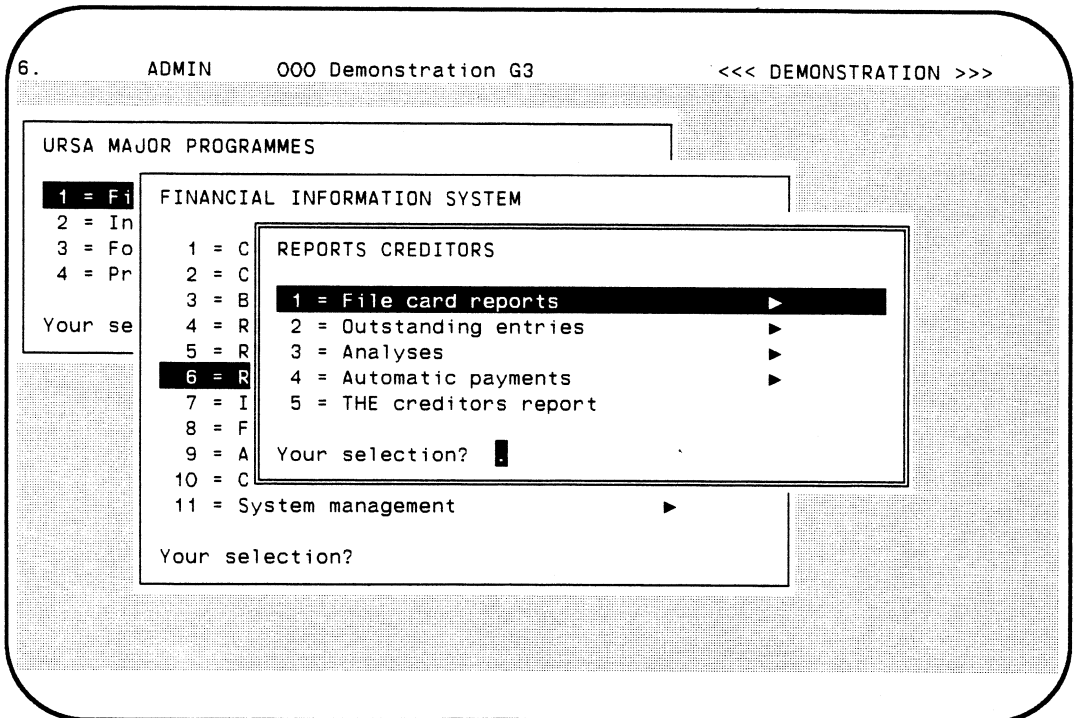 6. ADMIN 000 Demonstration G3 <<< DEMONSTRATION >>>
URSA MAJOR PROGRAMMES
1 = Fi
2 = In
3 = Fo
4 = Pr
Your se
FINANCIAL INFORMATION SYSTEM
1 = C
2 = C
3 = B
4 = R
5 = R
6 = R
7 = I
8 = F
9 = A
10 = C
11 = System management ►
Your selection?
REPORTS CREDITORS
1 = File card reports ►
2 = Outstanding entries ►
3 = Analyses ►
4 = Automatic payments ►
5 = THE creditors report
Your selection? .